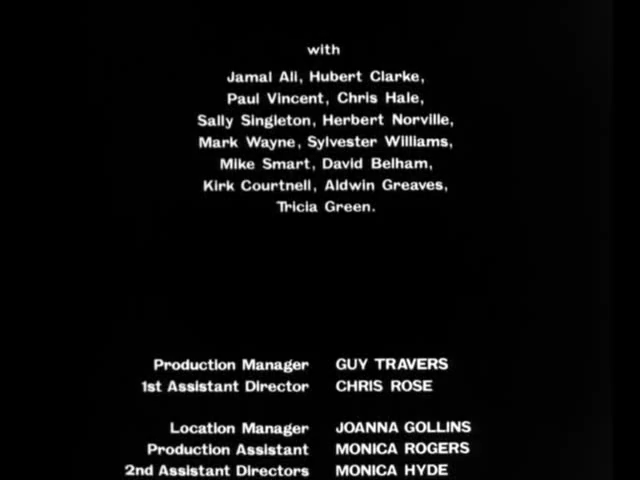 with
Jamal Ali, Hubert Clarke,
Paul Vincent, Chris Hale,
Sally Singleton, Herbert Norville,
Mark Wayne, Sylvester Williams,
Mike Smart, David Belham,
Kirk Courtnell, Aldwin Greaves,
Tricia Green.
Production Manager GUY TRAVERS
1st Assistant Director CHRIS ROSE
Location Manager JOANNA GOLLINS
Production Assistant MONICA ROGERS
2nd Assistant Directors MONICA HYDE